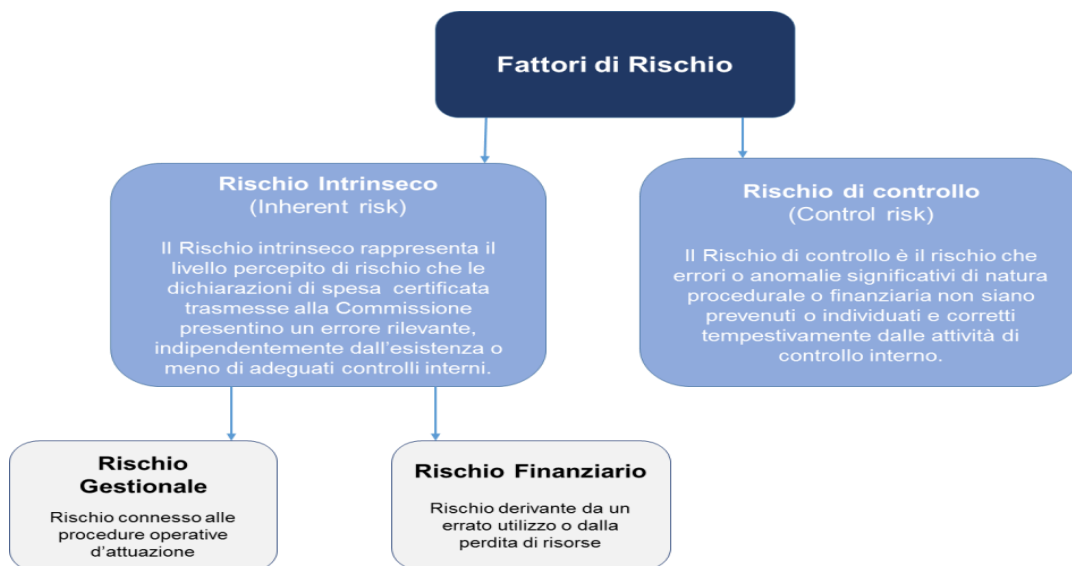 Fattori di Rischio
Rischio Intrinseco
(Inherent risk)
Il Rischio intrinseco rappresenta il
livello percepito di rischio che le
dichiarazioni di spesa certificata
trasmesse alla Commissione
presentino un errore rilevante,
indipendentemente dall'esistenza o
meno di adeguati controlli interni.
Rischio di controllo
(Control risk)
Il Rischio di controllo è il rischio che
errori o anomalie significativi di natura
procedurale o finanziaria non siano
prevenuti o individuati e corretti
tempestivamente dalle attività di
controllo interno.
Rischio
Gestionale
Rischio connesso alle
procedure operative
d'attuazione
Rischio Finanziario
Rischio derivante da un
errato utilizzo o dalla
perdita di risorse